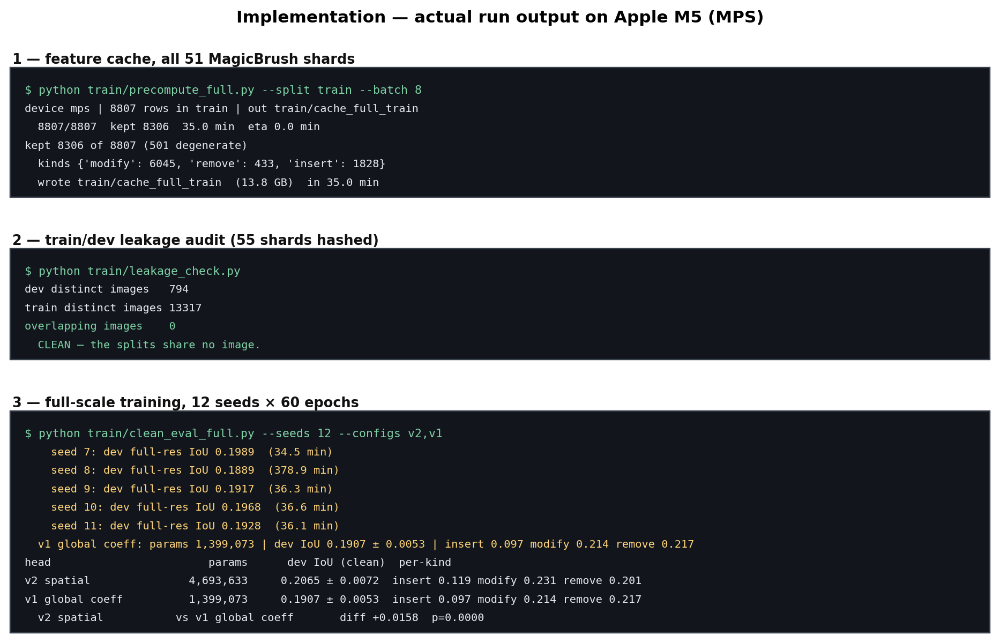 Implementation — actual run output on Apple M5 (MPS)
1 — feature cache, all 51 MagicBrush shards
$ python train/precompute_full.py --split train --batch 8
device mps | 8807 rows in train | out train/cache_full_train
  8807/8807  kept 8306  35.0 min  eta 0.0 min
kept 8306 of 8807 (501 degenerate)
  kinds {'modify': 6045, 'remove': 433, 'insert': 1828}
  wrote train/cache_full_train  (13.8 GB)  in 35.0 min
2 — train/dev leakage audit (55 shards hashed)
$ python train/leakage_check.py
dev distinct images   794
train distinct images 13317
overlapping images    0
  CLEAN — the splits share no image.
3 — full-scale training, 12 seeds × 60 epochs
$ python train/clean_eval_full.py --seeds 12 --configs v2,v1
    seed 7: dev full-res IoU 0.1989  (34.5 min)
    seed 8: dev full-res IoU 0.1889  (378.9 min)
    seed 9: dev full-res IoU 0.1917  (36.3 min)
    seed 10: dev full-res IoU 0.1968  (36.6 min)
    seed 11: dev full-res IoU 0.1928  (36.1 min)
  v1 global coeff: params 1,399,073 | dev IoU 0.1907 ± 0.0053 | insert 0.097 modify 0.214 remove 0.217
head                        params      dev IoU (clean)  per-kind
v2 spatial               4,693,633     0.2065 ± 0.0072  insert 0.119 modify 0.231 remove 0.201
v1 global coeff          1,399,073     0.1907 ± 0.0053  insert 0.097 modify 0.214 remove 0.217
  v2 spatial           vs v1 global coeff       diff +0.0158  p=0.0000